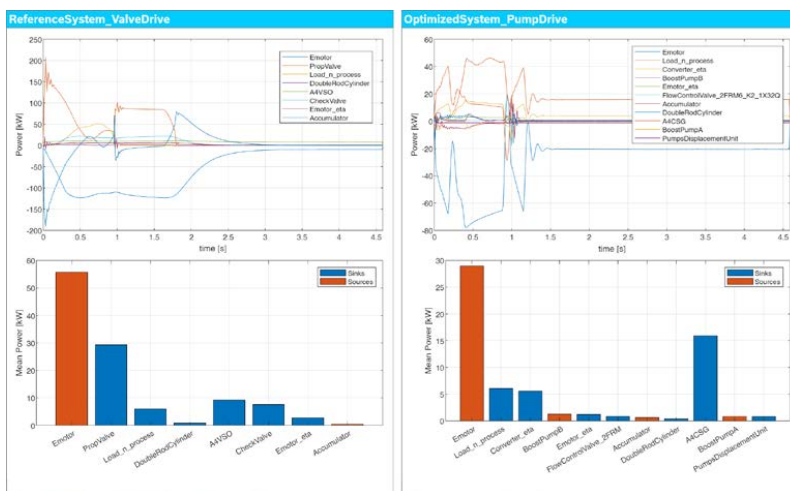 ReferenceSystem_ValveDrive
250
200
150
100
50
0
-50
-100
-150
-200
Power [kW]
0 0.5 1 1.5 2 2.5 3 3.5 4 4.5
time [s]
Emotor
PropValve
Load_n_process
DoubleRodCylinder
A4VSO
CheckValve
Emotor_eta
Accumulator
60
50
40
30
20
10
0
Mean Power [kW]
Sinks
Sources
Emotor
PropValve
Load_n_process
DoubleRodCylinder
A4VSO
CheckValve
Emotor_eta
Accumulator
OptimizedSystem_PumpDrive
60
40
20
0
-20
-40
-60
-80
Power [kW]
0 0.5 1 1.5 2 2.5 3 3.5 4 4.5
time [s]
Emotor
Load_n_process
Converter_eta
BoostPumpB
Emotor_eta
FlowControlValve_2FRM6_K2_1X32Q
Accumulator
DoubleRodCylinder
A4CSG
BoostPumpA
PumpsDisplacementUnit
30
25
20
15
10
5
0
Mean Power [kW]
Sinks
Sources
Emotor
Load_n_process
Converter_eta
BoostPumpB
Emotor_eta
FlowControlValve_2FRM
Accumulator
DoubleRodCylinder
A4CSG
BoostPumpA
PumpsDisplacementUnit